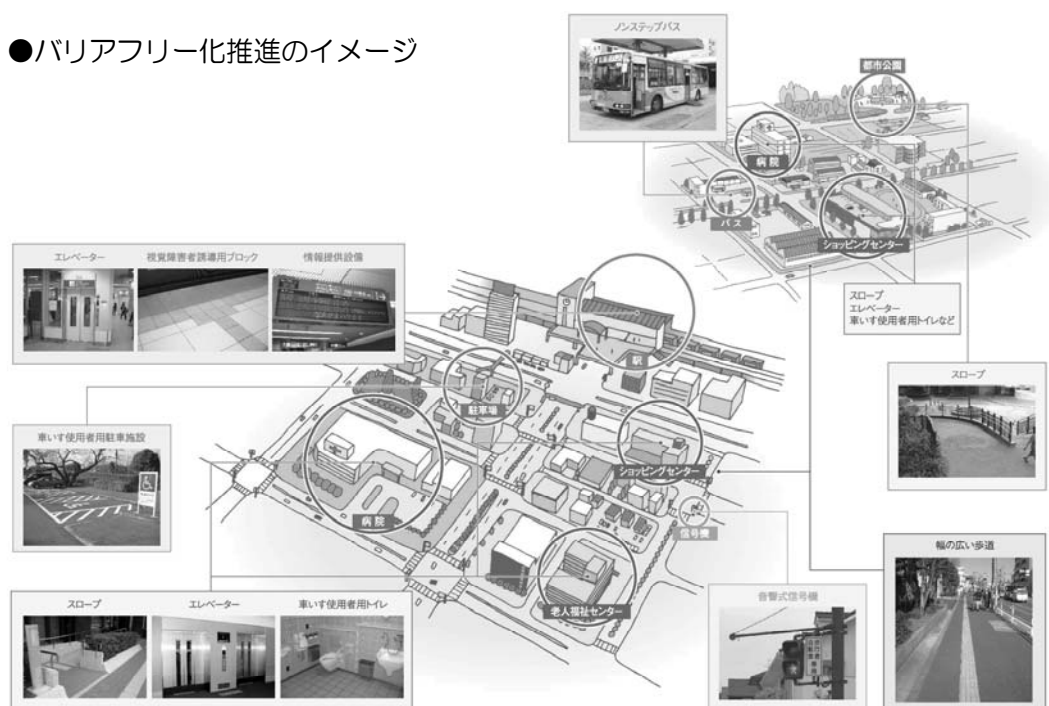 ●バリアフリー化推進のイメージ
ノンステップバス
都市公園
病院
バス
ショッピングセンター
エレベーター
視覚障害者誘導用ブロック
情報提供設備
スロープ
エレベーター
車いす使用者用トイレなど
駅
駐車場
スロープ
車いす使用者用駐車施設
ショッピングセンター
病院
信号機
幅の広い歩道
スロープ
エレベーター
車いす使用者用トイレ
老人福祉センター
音響式信号機